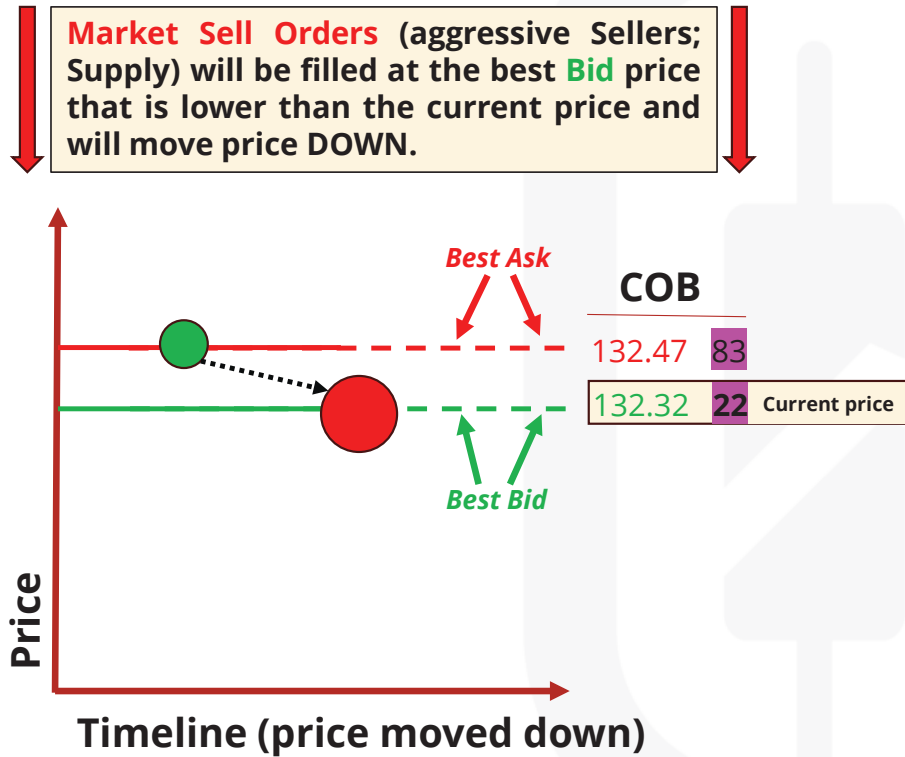 Market Sell Orders (aggressive Sellers;
Supply) will be filled at the best Bid price
that is lower than the current price and
will move price DOWN.
Best Ask
COB
132.47 83
132.32 22 Current price
Best Bid
Price
Timeline (price moved down)